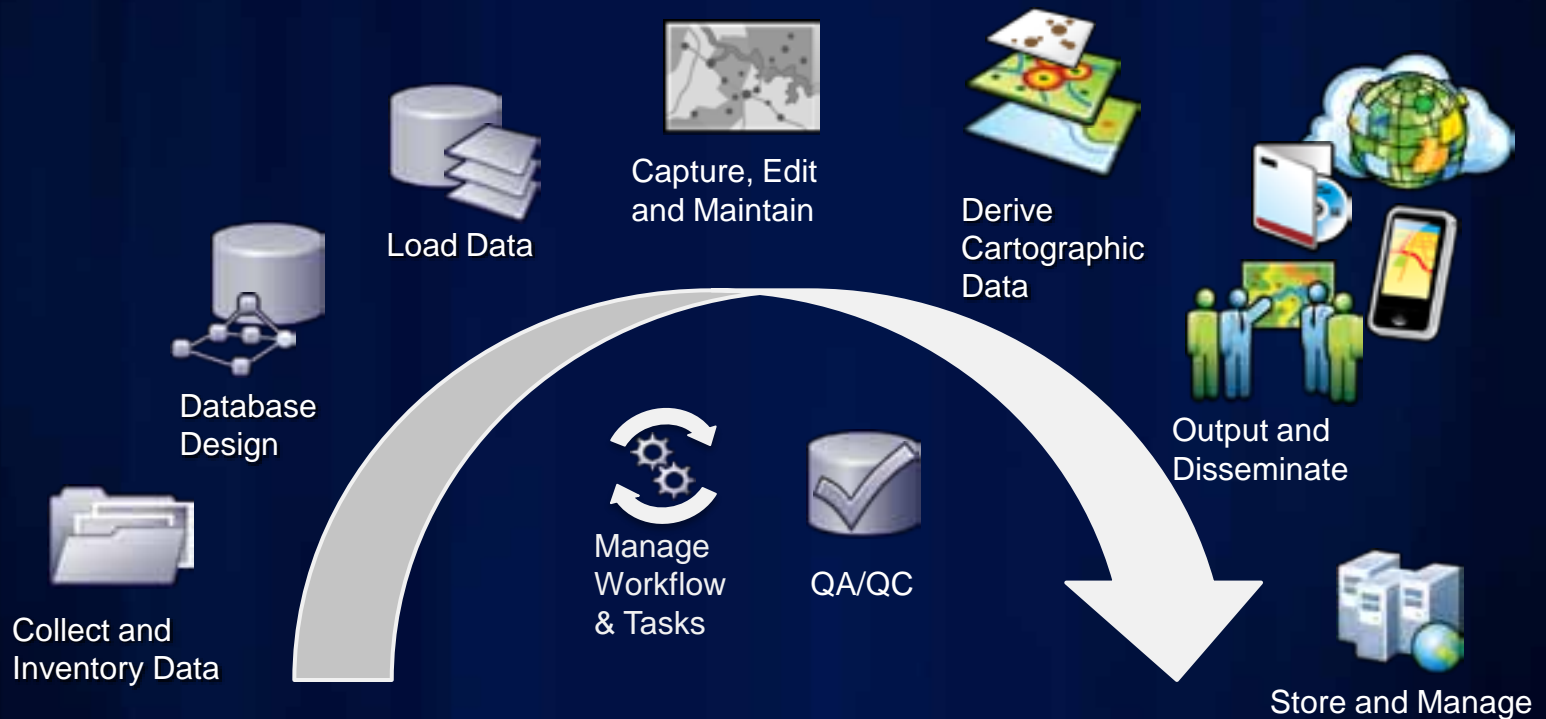 Collect and
Inventory Data
Database
Design
Load Data
Capture, Edit
and Maintain
Derive
Cartographic
Data
Output and
Disseminate
Store and Manage
Manage
Workflow
& Tasks
QA/QC